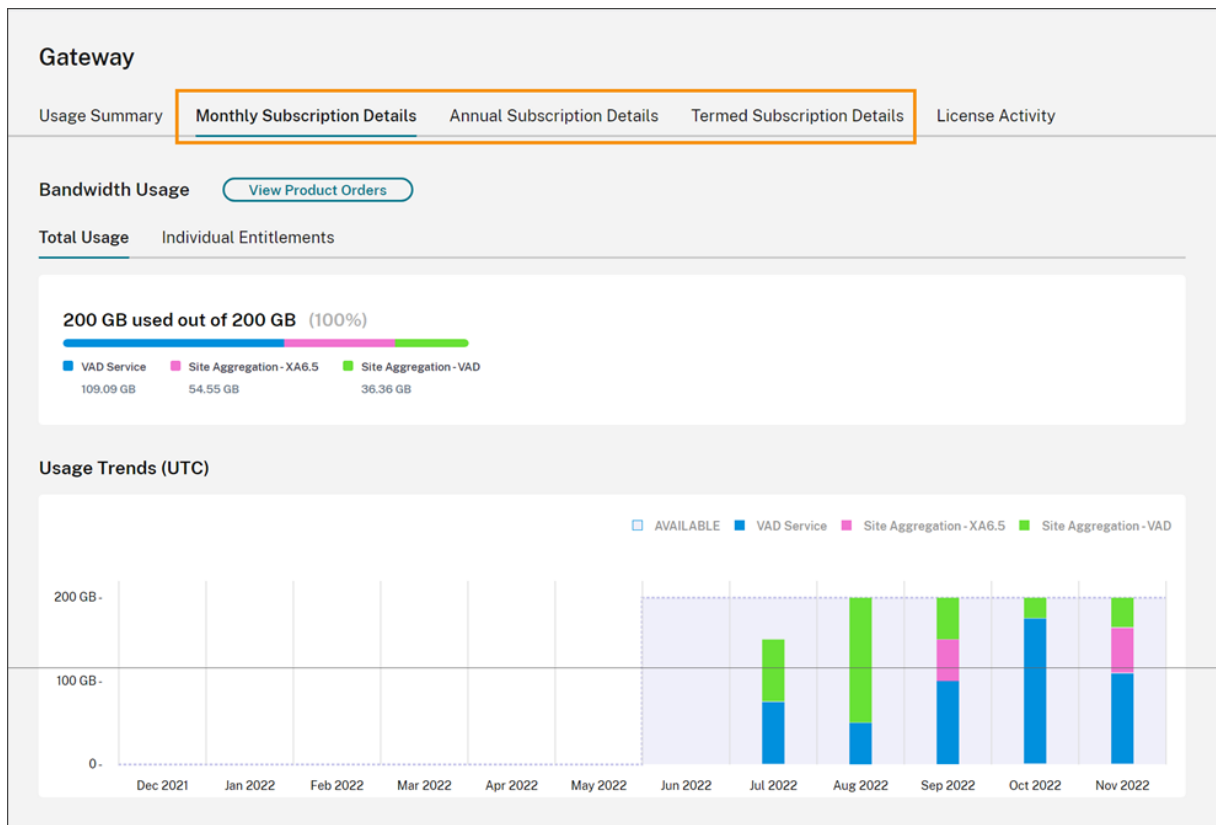 Gateway
Usage Summary Monthly Subscription Details Annual Subscription Details Termed Subscription Details License Activity
Bandwidth Usage View Product Orders
Total Usage Individual Entitlements
200 GB used out of 200 GB (100%)
VAD Service Site Aggregation - XA6.5 Site Aggregation - VAD
109.09 GB 54.55 GB 36.36 GB
Usage Trends (UTC)
AVAILABLE VAD Service Site Aggregation - XA6.5 Site Aggregation - VAD
200 GB-
100 GB-
0-
Dec 2021 Jan 2022 Feb 2022 Mar 2022 Apr 2022 May 2022 Jun 2022 Jul 2022 Aug 2022 Sep 2022 Oct 2022 Nov 2022